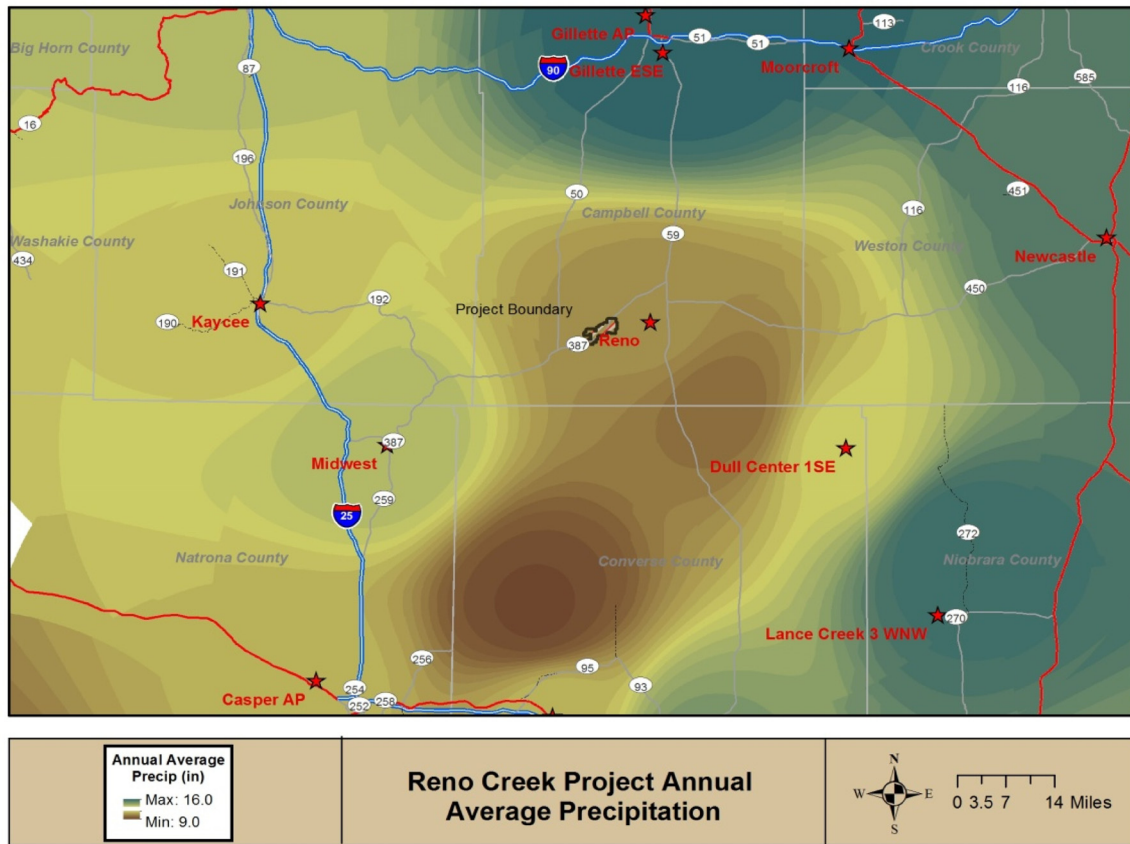 Gillette AP
113
51
51
Big Horn County
Crook County
90
Gillette ESE
Moorcroft
87
585
116
16
196
451
50
Johnson County
Campbell County
116
59
Washakie County
Weston County
434
Newcastle
191
450
192
Project Boundary
190
Kaycee
387
Reno
387
Midwest
Dull Center 1SE
259
25
272
Natrona County
Converse County
Niobrara County
270
Lance Creek 3 WNW
256
95
254
93
Casper AP
258
252
Annual Average
Precip (in)
Max: 16.0
Min: 9.0
Reno Creek Project Annual
Average Precipitation
N
W
E
S
0 3.5 7 14 Miles